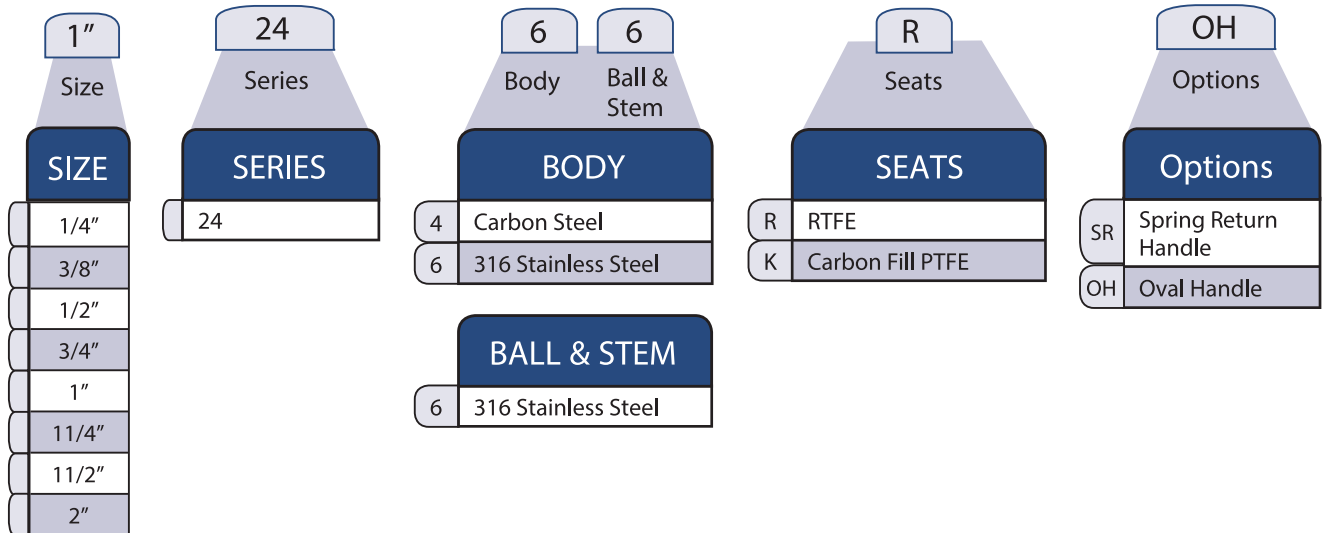 1”
24
6
6
R
OH
Size
Series
Body
Ball &
Stem
Seats
Options
SIZE
1/4”
3/8”
1/2”
3/4”
1”
11/4”
11/2”
2”
SERIES
24
BODY
4 Carbon Steel
6 316 Stainless Steel
BALL & STEM
6 316 Stainless Steel
SEATS
R RTFE
K Carbon Fill PTFE
Options
SR Spring Return
Handle
OH Oval Handle